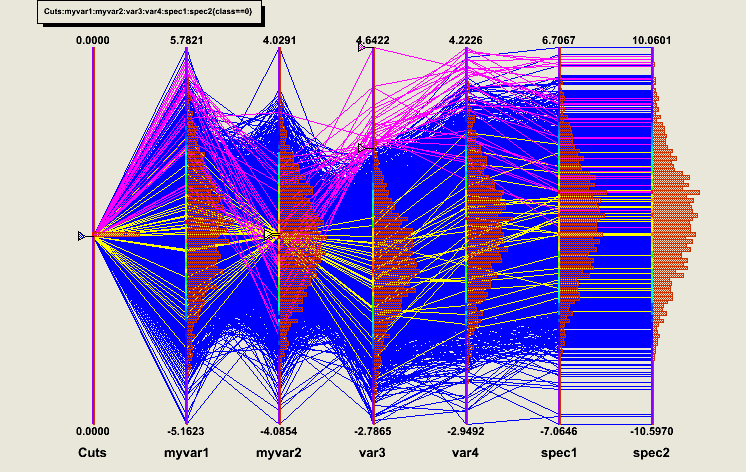 Cuts:myvar1:myvar2:var3:var4:spec1:spec2{class==0}
0.0000 5.7821 4.0291 4.6422 4.2226 6.7067 10.0601
0.0000 -5.1623 -4.0854 -2.7865 -2.9492 -7.0646 -10.5970
Cuts myvar1 myvar2 var3 var4 spec1 spec2